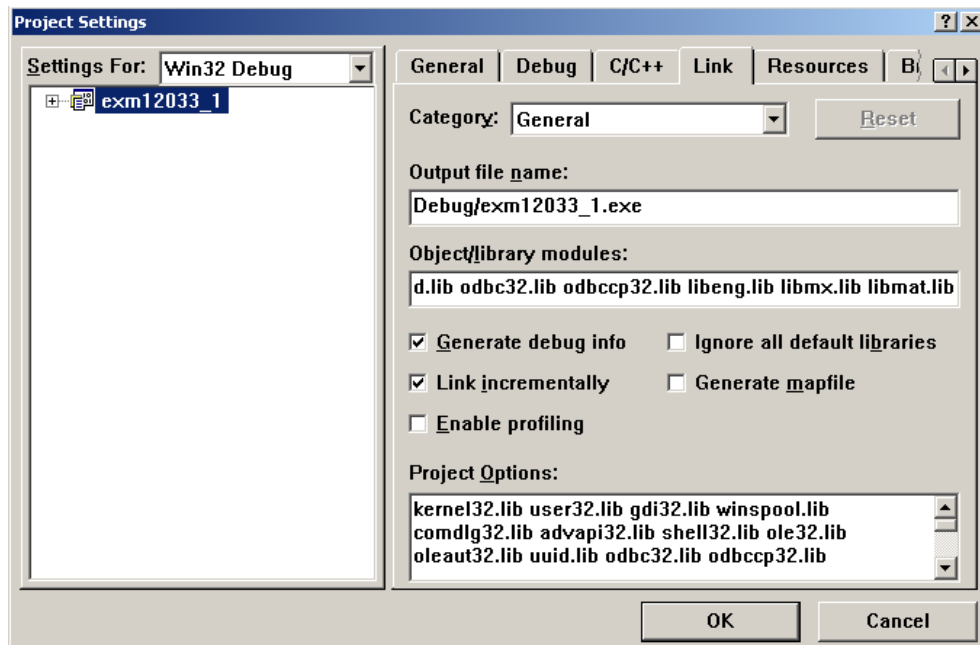 Project Settings
Settings For: Win32 Debug
exm12033_1
General Debug C/C++ Link Resources
Category: General Reset
Output file name:
Debug/exm12033_1.exe
Object/library modules:
d.lib odbc32.lib odbccp32.lib libeng.lib libmx.lib libmat.lib
Generate debug info Ignore all default libraries
Link incrementally Generate mapfile
Enable profiling
Project Options:
kernel32.lib user32.lib gdi32.lib winspool.lib
comdlg32.lib advapi32.lib shell32.lib ole32.lib
oleaut32.lib uuid.lib odbc32.lib odbccp32.lib
OK Cancel